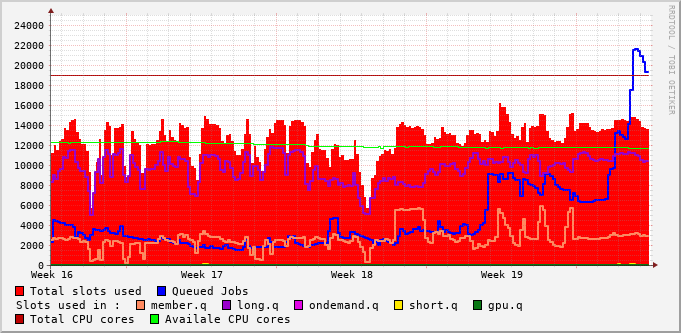 24000
22000
20000
18000
16000
14000
12000
10000
8000
6000
4000
2000
0
Week 16 Week 17 Week 18 Week 19
RRDTOOL / TOBI OETIKER
Total slots used Queued Jobs
Slots used in : member.q long.q ondemand.q short.q gpu.q
Total CPU cores Availale CPU cores